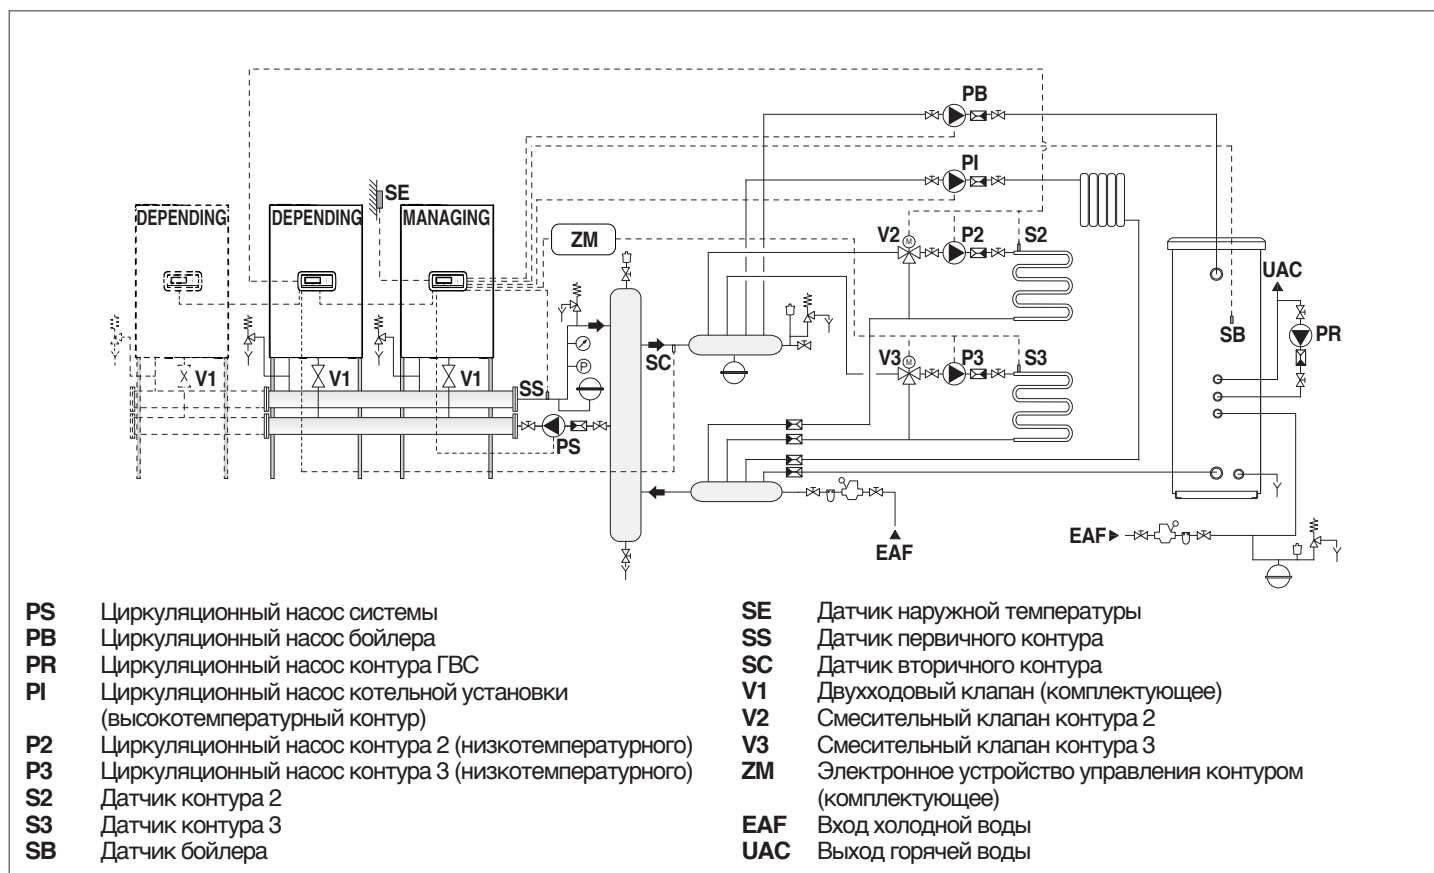 PB
PI
SE
DEPENDING
DEPENDING
MANAGING
ZM
V2
M
P2
S2
UAC
SB
PR
SC
V3
M
P3
S3
V1
V1
V1
SS
P
PS
EAF
EAF
PS Циркуляционный насос системы
PB Циркуляционный насос бойлера
PR Циркуляционный насос контура ГВС
PI Циркуляционный насос котельной установки
(высокотемпературный контур)
P2 Циркуляционный насос контура 2 (низкотемпературного)
P3 Циркуляционный насос контура 3 (низкотемпературного)
S2 Датчик контура 2
S3 Датчик контура 3
SB Датчик бойлера
SE Датчик наружной температуры
SS Датчик первичного контура
SC Датчик вторичного контура
V1 Двухходовый клапан (комплектующее)
V2 Смесительный клапан контура 2
V3 Смесительный клапан контура 3
ZM Электронное устройство управления контуром
(комплектующее)
EAF Вход холодной воды
UAC Выход горячей воды